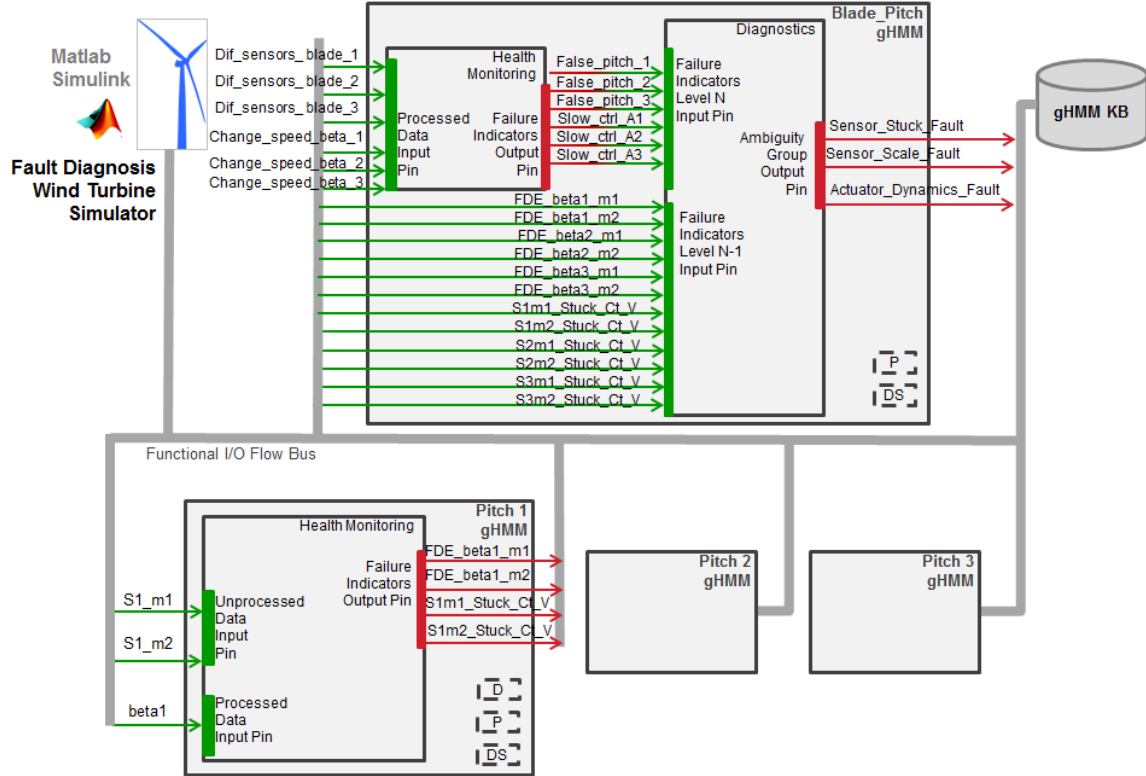 Blade_Pitch
gHMM
Matlab
Simulink
Fault Diagnosis
Wind Turbine
Simulator
Dif_sensors_blade_1
Dif_sensors_blade_2
Dif_sensors_blade_3
Change_speed_beta_1
Change_speed_beta_2
Change_speed_beta_3
Health
Monitoring
Processed
Data
Input
Pin
Failure
Indicators
Output
Pin
False_pitch_1
False_pitch_2
False_pitch_3
Slow_ctrl_A1
Slow_ctrl_A2
Slow_ctrl_A3
Diagnostics
Failure
Indicators
Level N
Input Pin
Ambiguity
Group
Output
Pin
Sensor_Stuck_Fault
Sensor_Scale_Fault
Actuator_Dynamics_Fault
gHMM KB
FDE_beta1_m1
FDE_beta1_m2
FDE_beta2_m1
FDE_beta2_m2
FDE_beta3_m1
FDE_beta3_m2
S1m1_Stuck_Ct_V
S1m2_Stuck_Ct_V
S2m1_Stuck_Ct_V
S2m2_Stuck_Ct_V
S3m1_Stuck_Ct_V
S3m2_Stuck_Ct_V
Failure
Indicators
Level N-1
Input Pin
P
DS
Functional I/O Flow Bus
Pitch 1
gHMM
Health Monitoring
S1_m1
S1_m2
beta1
Unprocessed
Data
Input
Pin
Processed
Data
Input Pin
Failure
Indicators
Output Pin
FDE_beta1_m1
FDE_beta1_m2
S1m1_Stuck_Ct_V
S1m2_Stuck_Ct_V
D
P
DS
Pitch 2
gHMM
Pitch 3
gHMM